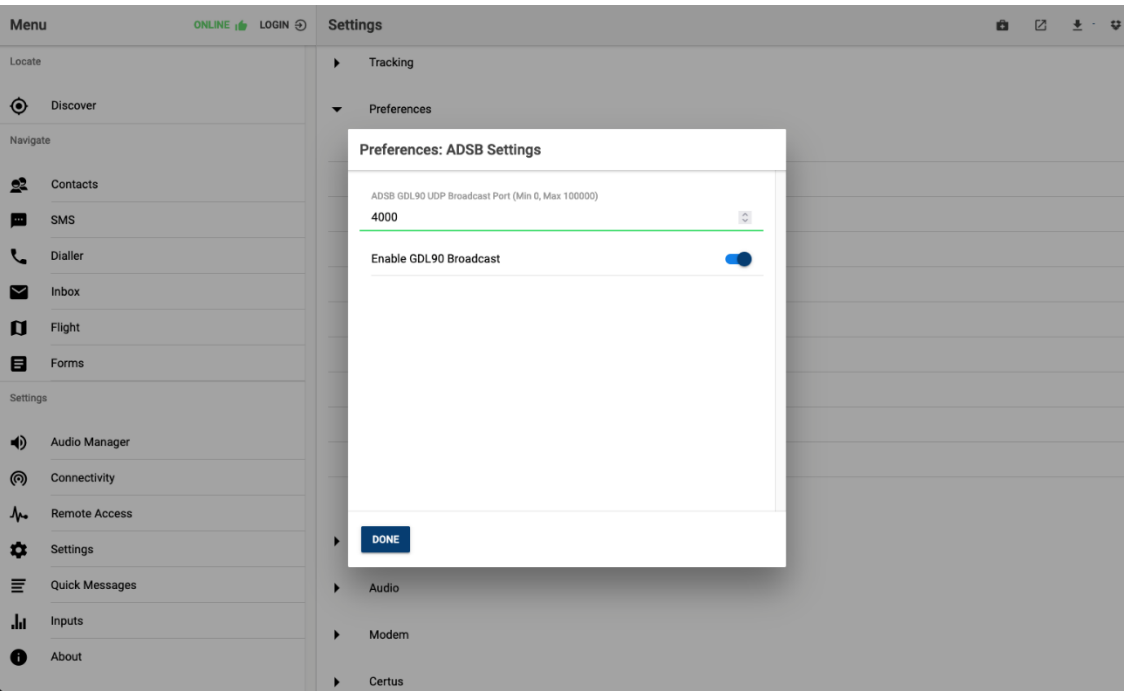 Menu
ONLINE
LOGIN
Settings
Locate
Discover
Navigate
Contacts
SMS
Dialler
Inbox
Flight
Forms
Settings
Audio Manager
Connectivity
Remote Access
Settings
Quick Messages
Inputs
About
Tracking
Preferences
Preferences: ADSB Settings
ADSB GDL90 UDP Broadcast Port (Min 0, Max 100000)
4000
Enable GDL90 Broadcast
DONE
Audio
Modem
Certus